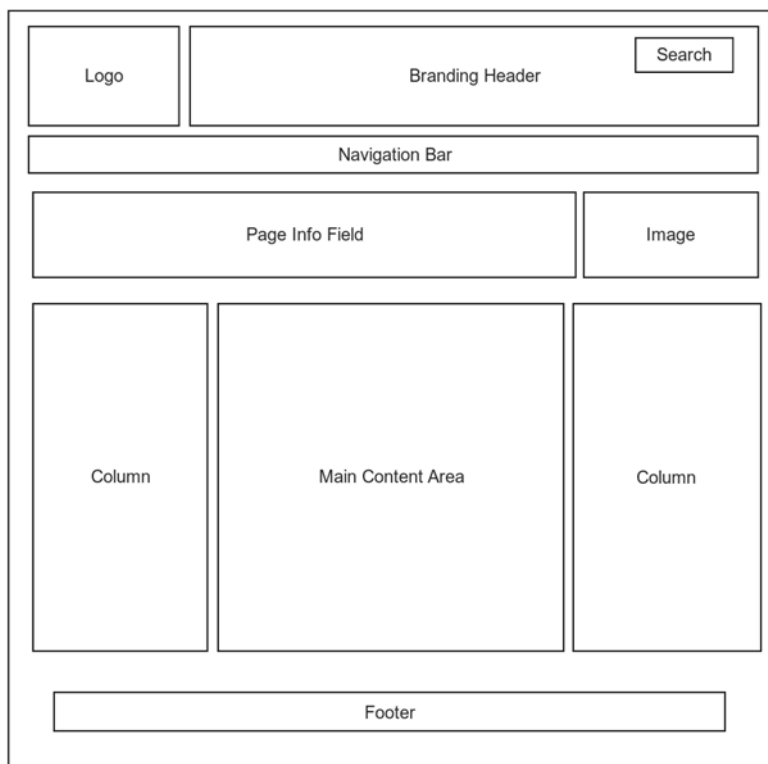 Logo
Branding Header
Search
Navigation Bar
Page Info Field
Image
Column
Main Content Area
Column
Footer